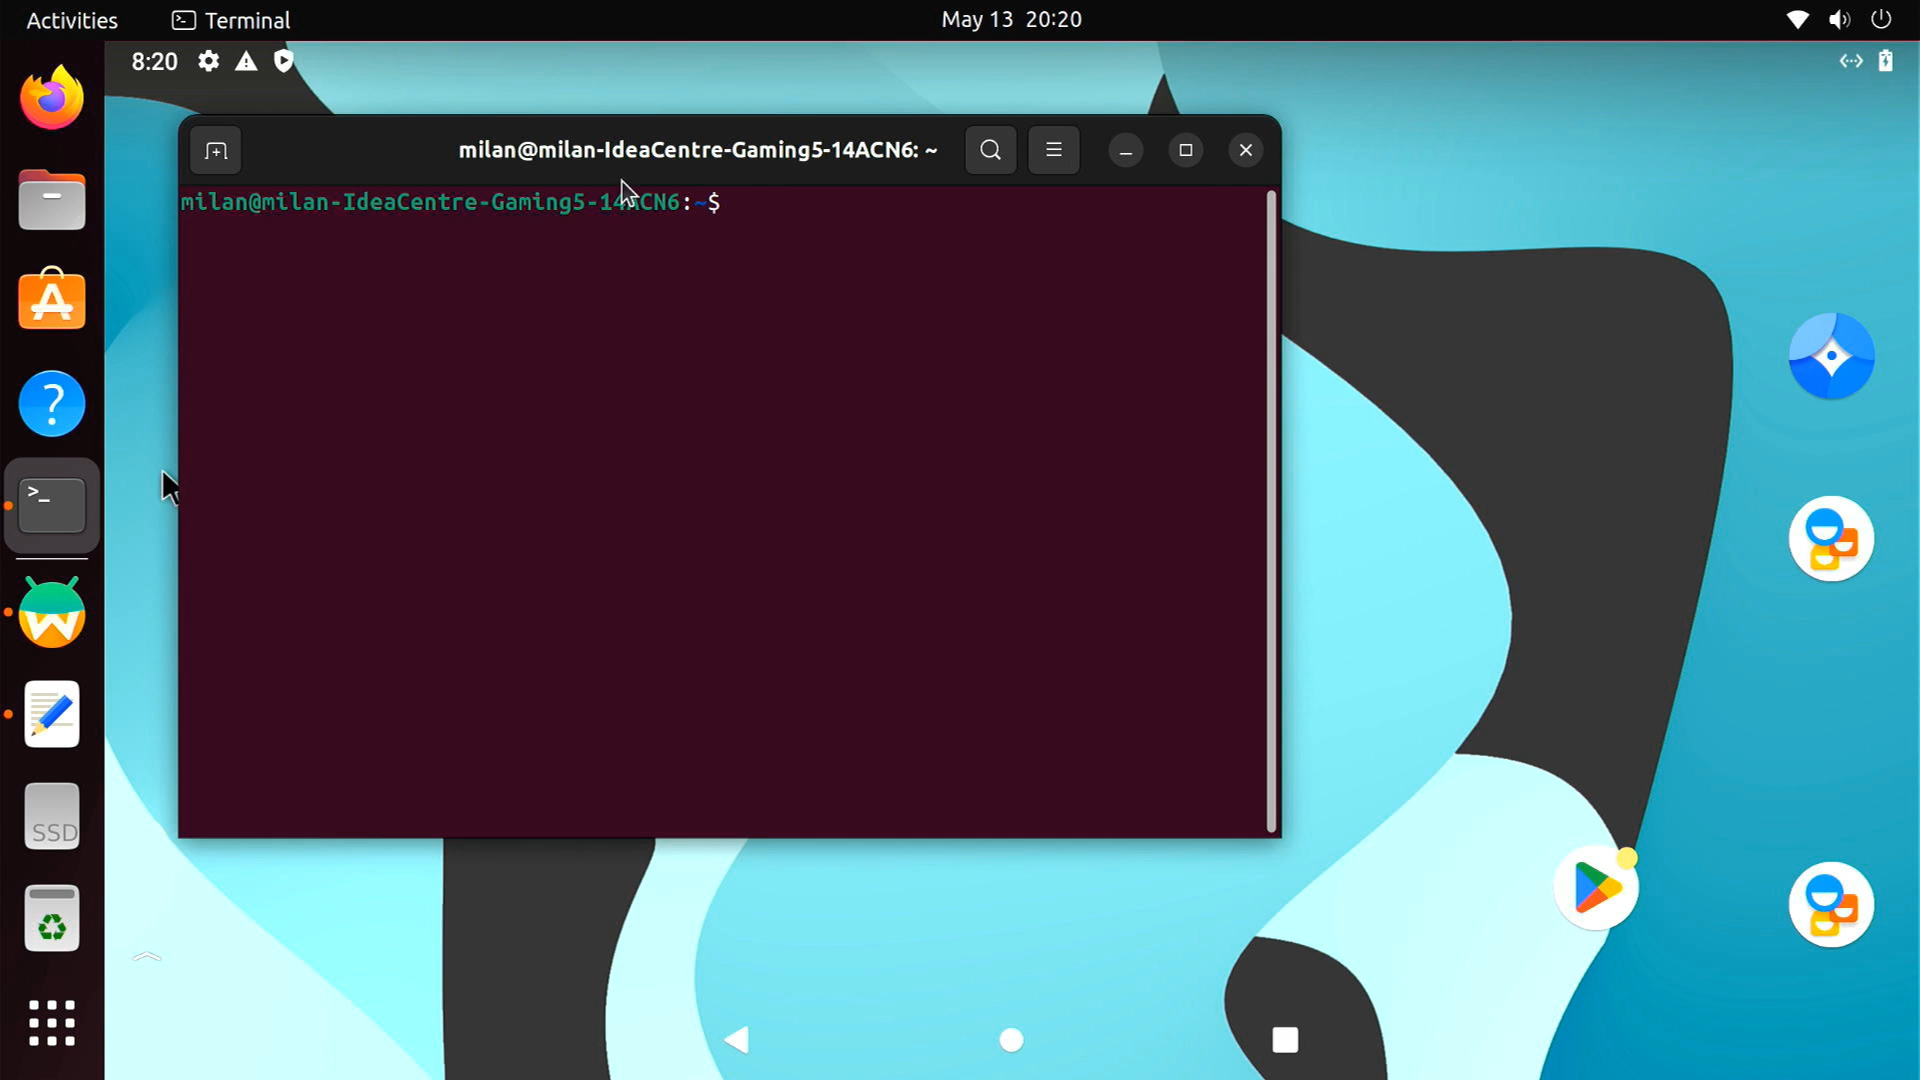 Activities
Terminal
May 13 20:20
8:20
milan@milan-IdeaCentre-Gaming5-14ACN6: ~
milan@milan-IdeaCentre-Gaming5-14ACN6:~$
>_
SSD